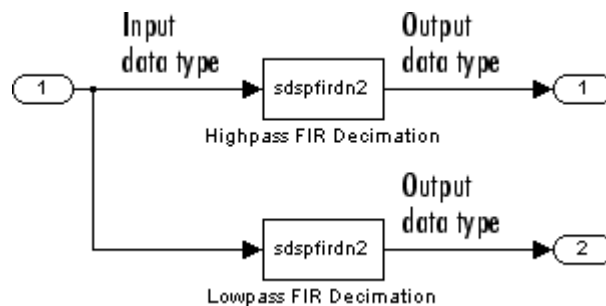 Input
data type
Output
data type
1
sdspfirdn2
1
Highpass FIR Decimation
Output
data type
sdspfirdn2
2
Lowpass FIR Decimation